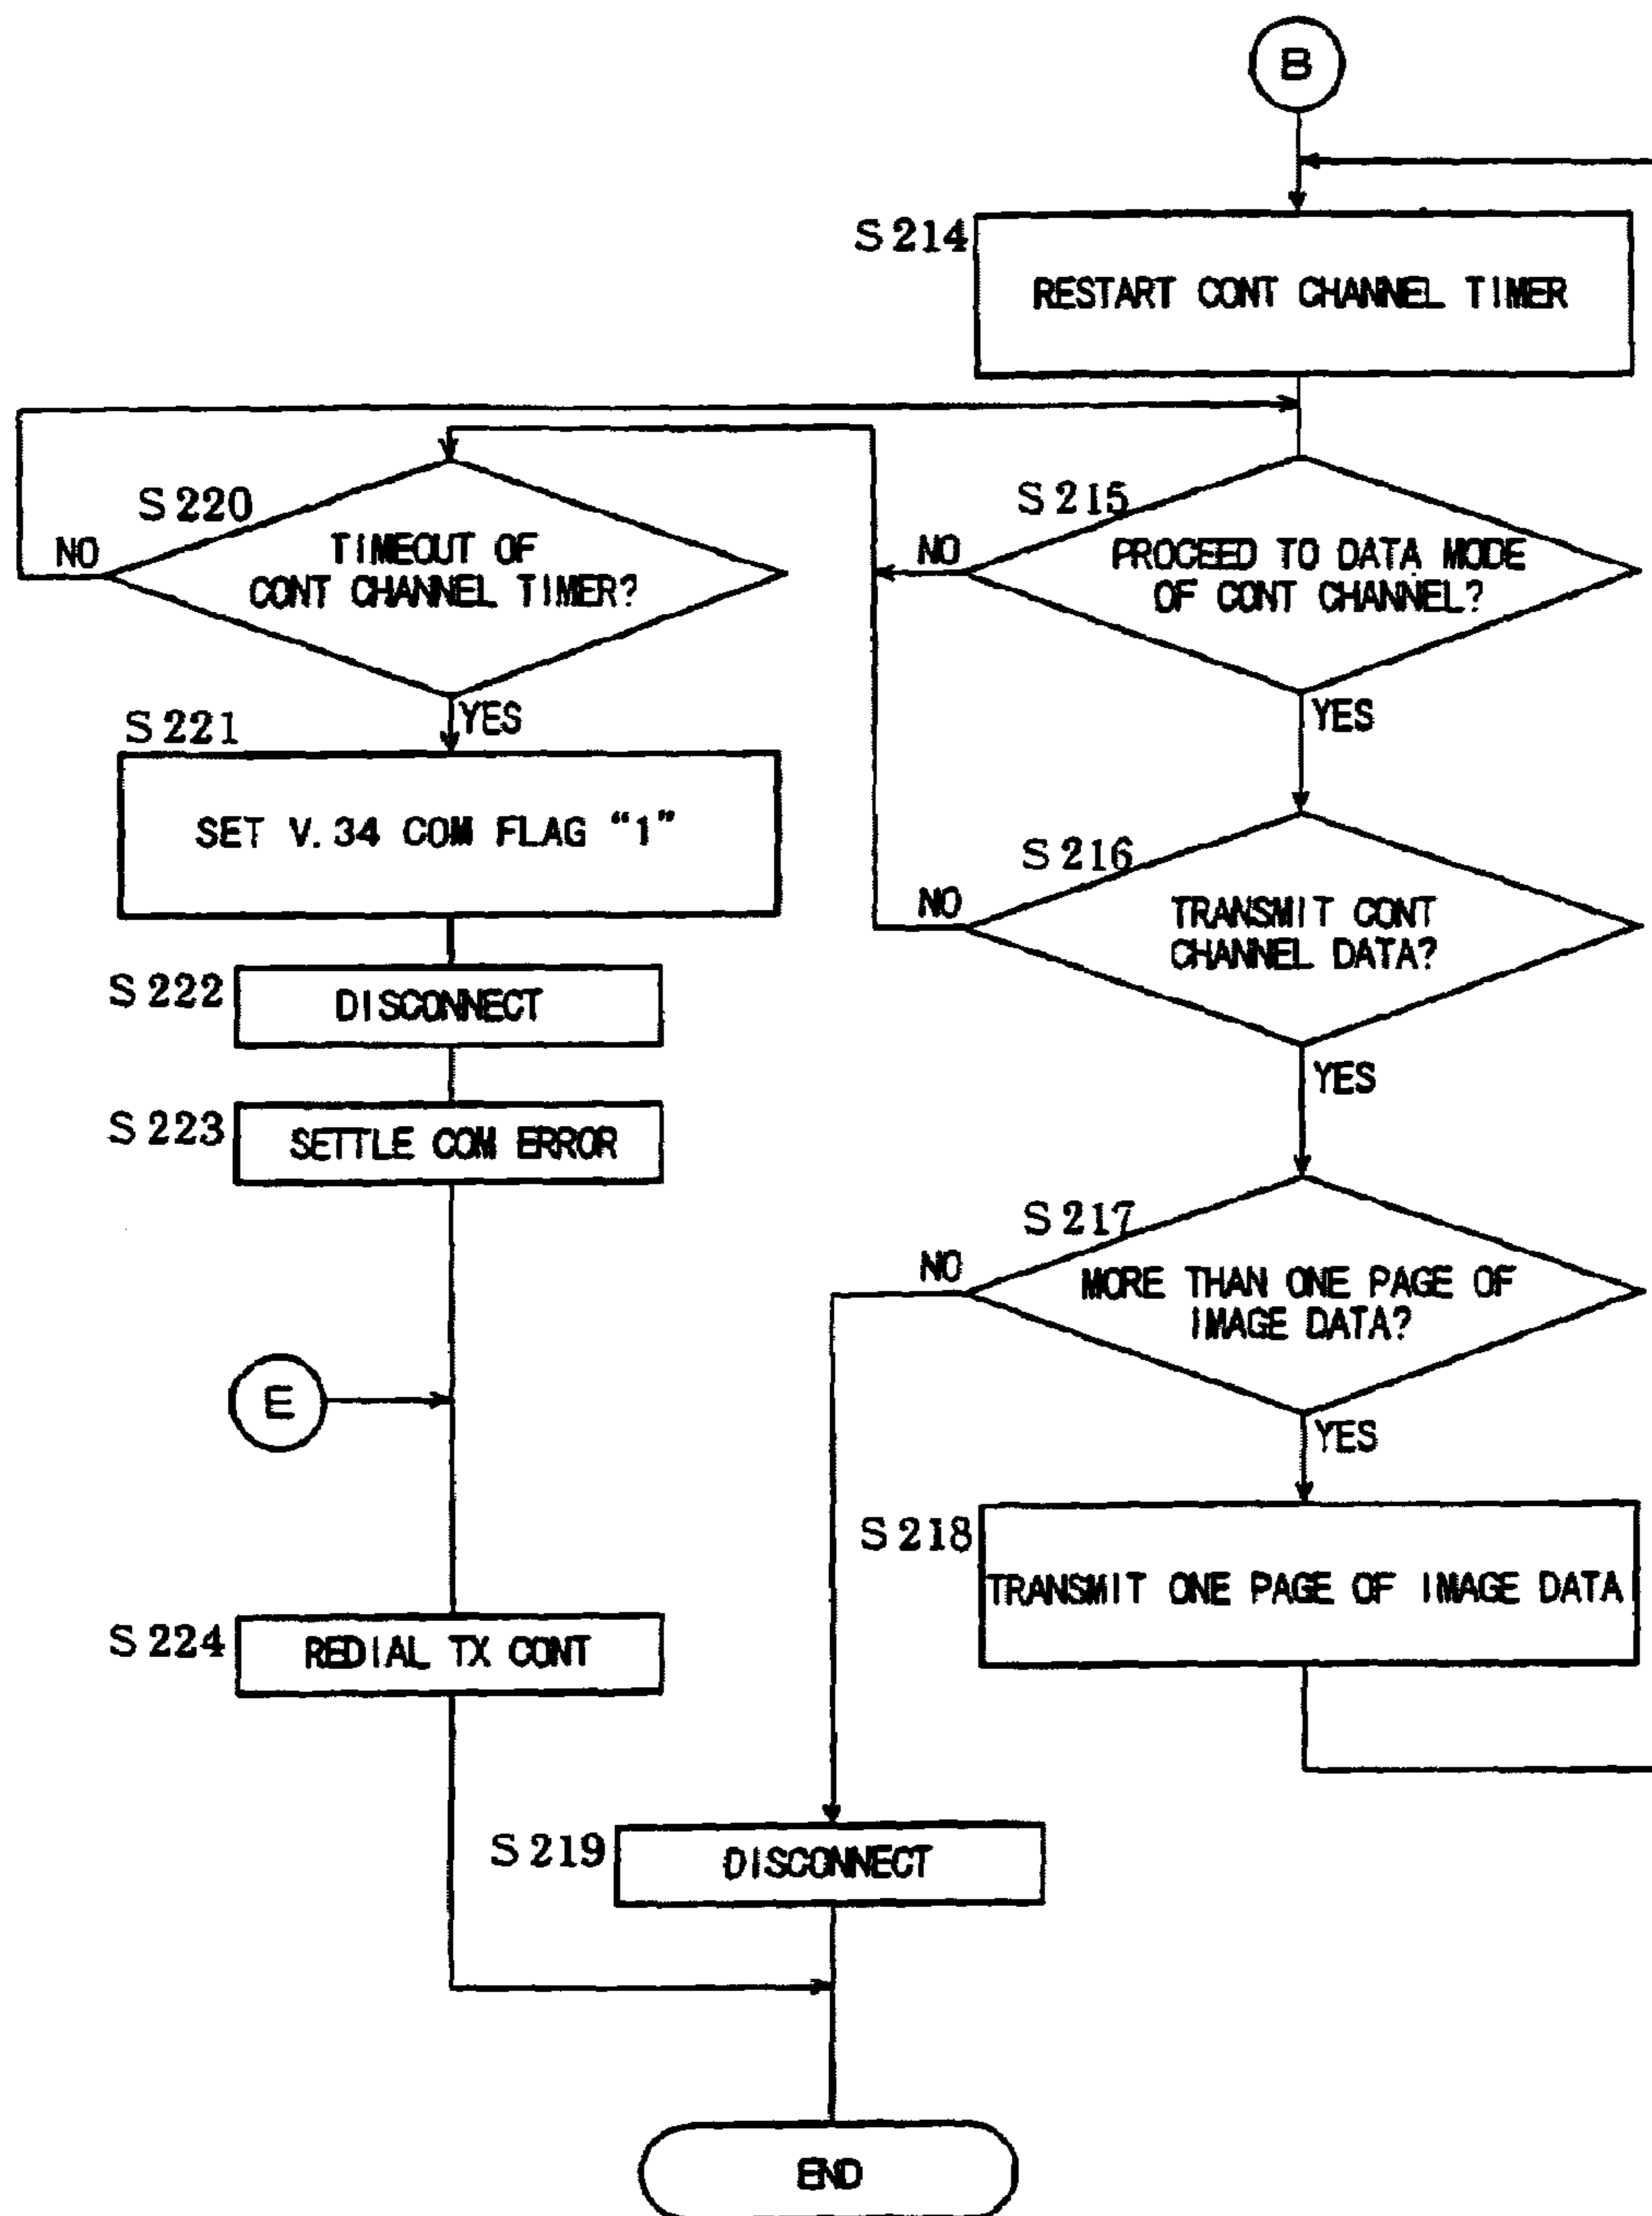 B
S214
RESTART CONT CHANNEL TIMER
S220
TIMEOUT OF
CONT CHANNEL TIMER?
NO
YES
S215
PROCEED TO DATA MODE
OF CONT CHANNEL?
NO
YES
S221
SET V.34 COM FLAG “1”
S216
TRANSMIT CONT
CHANNEL DATA?
NO
YES
S222
DISCONNECT
S223
SETTLE COM ERROR
S217
MORE THAN ONE PAGE OF
IMAGE DATA?
NO
YES
E
S218
TRANSMIT ONE PAGE OF IMAGE DATA
S224
REDIAL TX CONT
S219
DISCONNECT
END